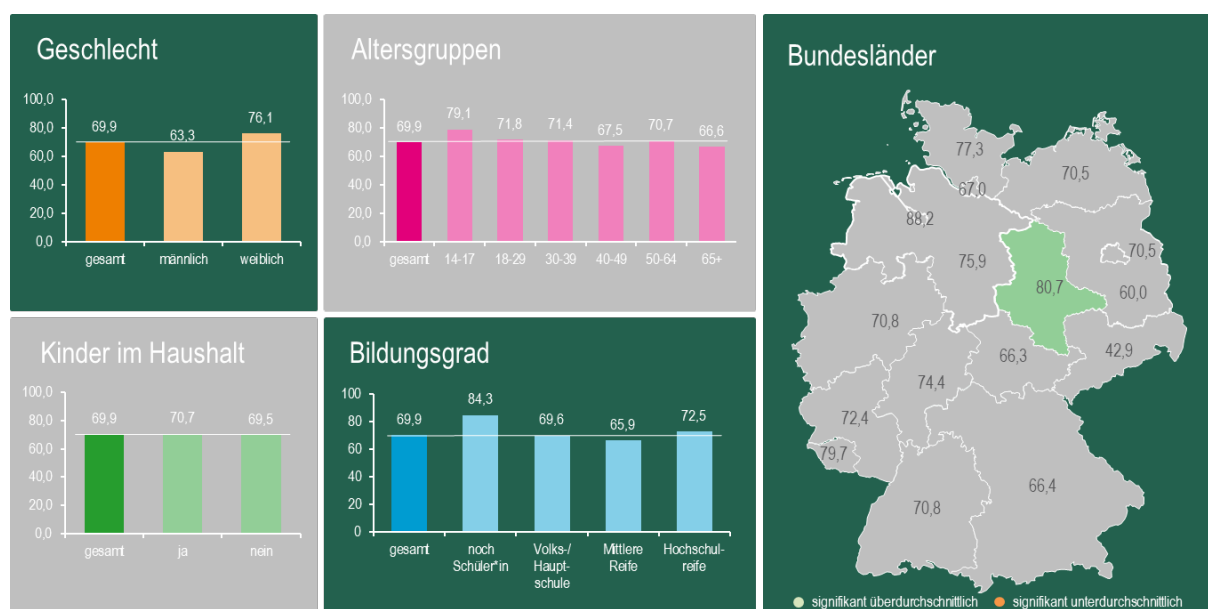 Geschlecht
100,0
80,0
60,0
40,0
20,0
0,0
69,9
63,3
76,1
gesamt
männlich
weiblich
Altersgruppen
100,0
80,0
60,0
40,0
20,0
0,0
69,9
79,1
71,8
71,4
67,5
70,7
66,6
gesamt
14-17
18-29
30-39
40-49
50-64
65+
Kinder im Haushalt
100,0
80,0
60,0
40,0
20,0
0,0
69,9
70,7
69,5
gesamt
ja
nein
Bildungsgrad
100
80
60
40
20
0
69,9
84,3
69,6
65,9
72,5
gesamt
noch
Schüler*in
Volks-/
Haupt-
schule
Mittlere
Reife
Hochschul-
reife
Bundesländer
77,3
70,5
67,0
88,2
70,5
75,9
80,7
60,0
70,8
66,3
42,9
74,4
72,4
79,7
66,4
70,8
signifikant überdurchschnittlich
signifikant unterdurchschnittlich